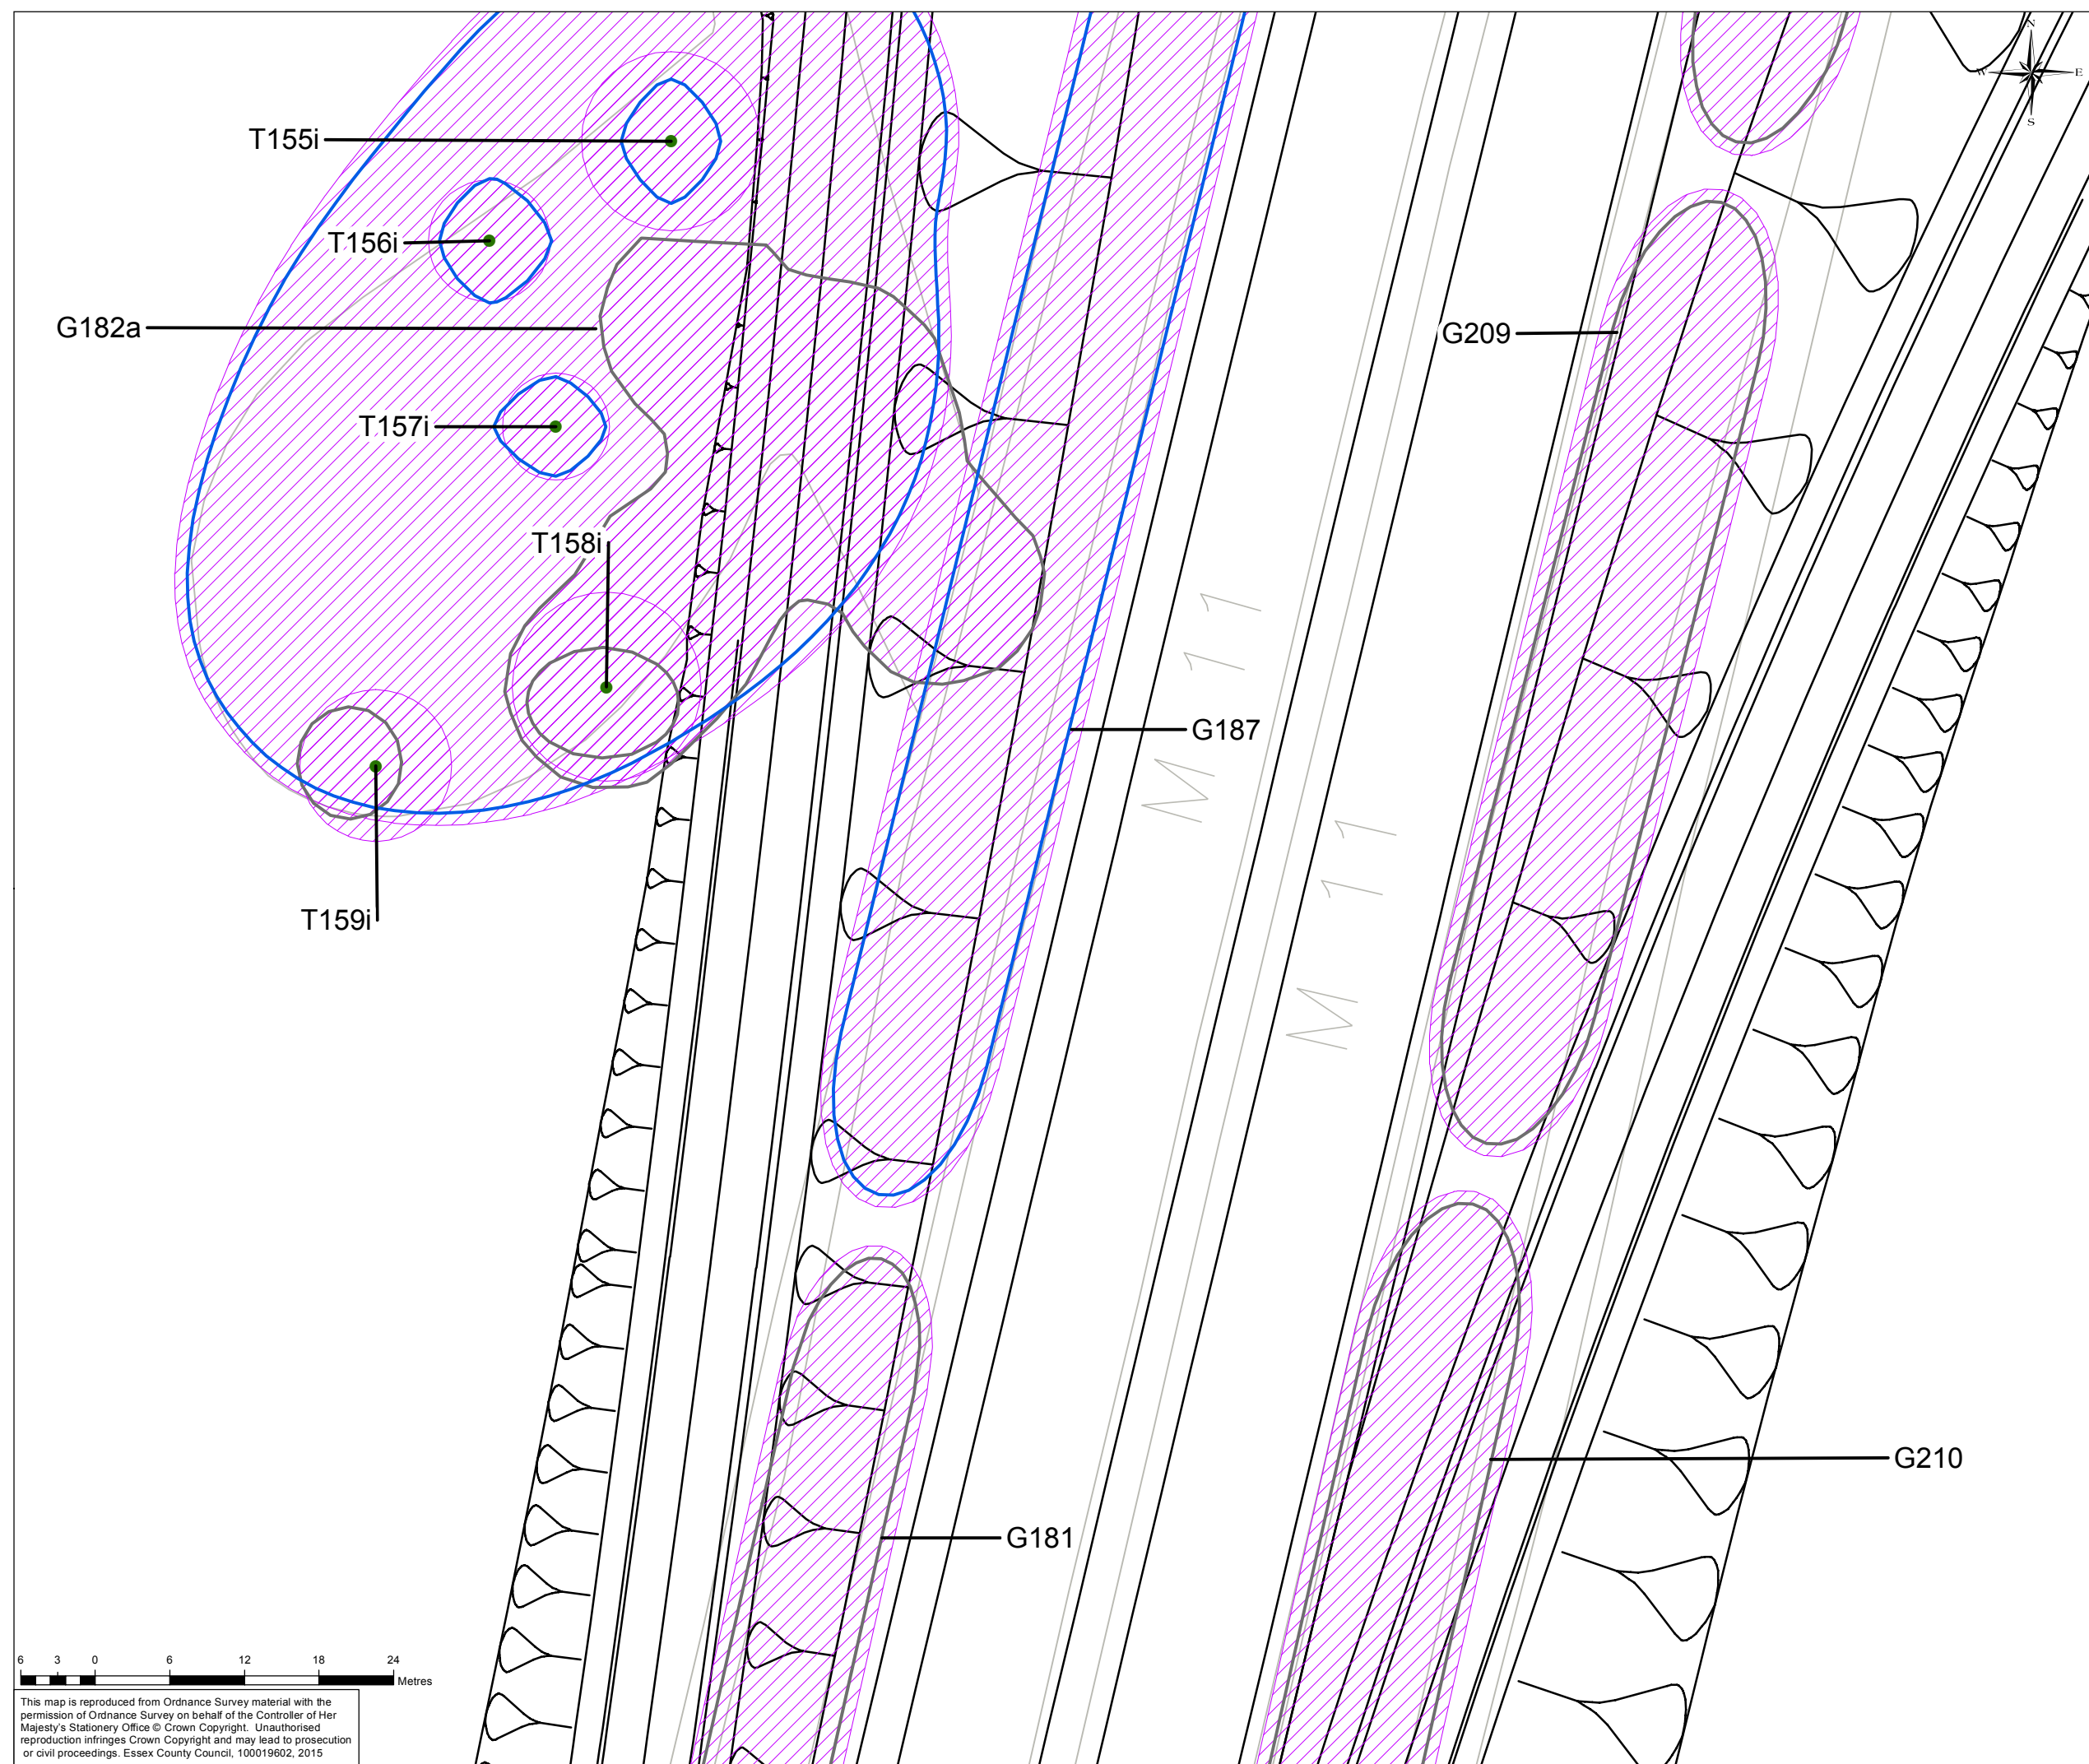 N
W E
S
T155i
T156i
G182a
G209
T157i
T158i
M 11
G187
M 11
T159i
G210
G181
6 3 0 6 12 18 24
Metres
This map is reproduced from Ordnance Survey material with the
permission of Ordnance Survey on behalf of the Controller of Her
Majesty's Stationery Office © Crown Copyright. Unauthorised
reproduction infringes Crown Copyright and may lead to prosecution
or civil proceedings. Essex County Council, 100019602, 2015